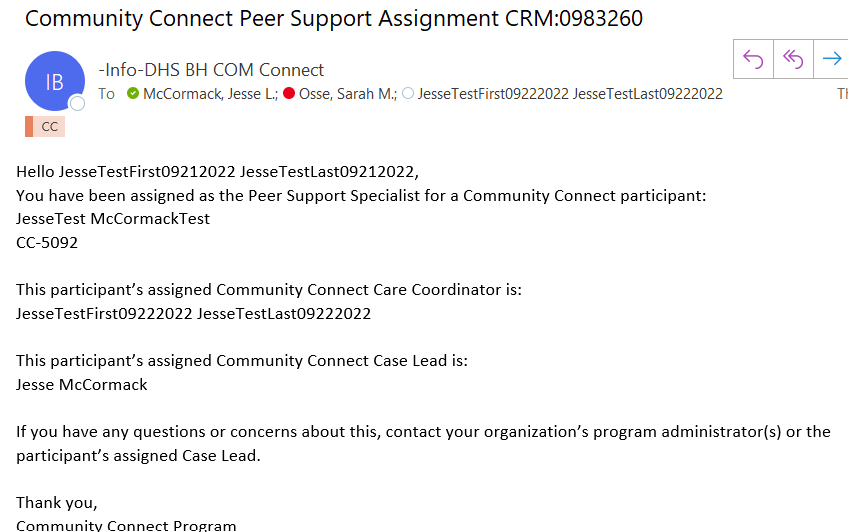 Community Connect Peer Support Assignment CRM:0983260
IB
-Info-DHS BH COM Connect
To McCormack, Jesse L.; Osse, Sarah M.; JesseTestFirst09222022 JesseTestLast09222022
CC
Hello JesseTestFirst09212022 JesseTestLast09212022,
You have been assigned as the Peer Support Specialist for a Community Connect participant:
JesseTest McCormackTest
CC-5092
This participant’s assigned Community Connect Care Coordinator is:
JesseTestFirst09222022 JesseTestLast09222022
This participant’s assigned Community Connect Case Lead is:
Jesse McCormack
If you have any questions or concerns about this, contact your organization’s program administrator(s) or the
participant’s assigned Case Lead.
Thank you,
Community Connect Program